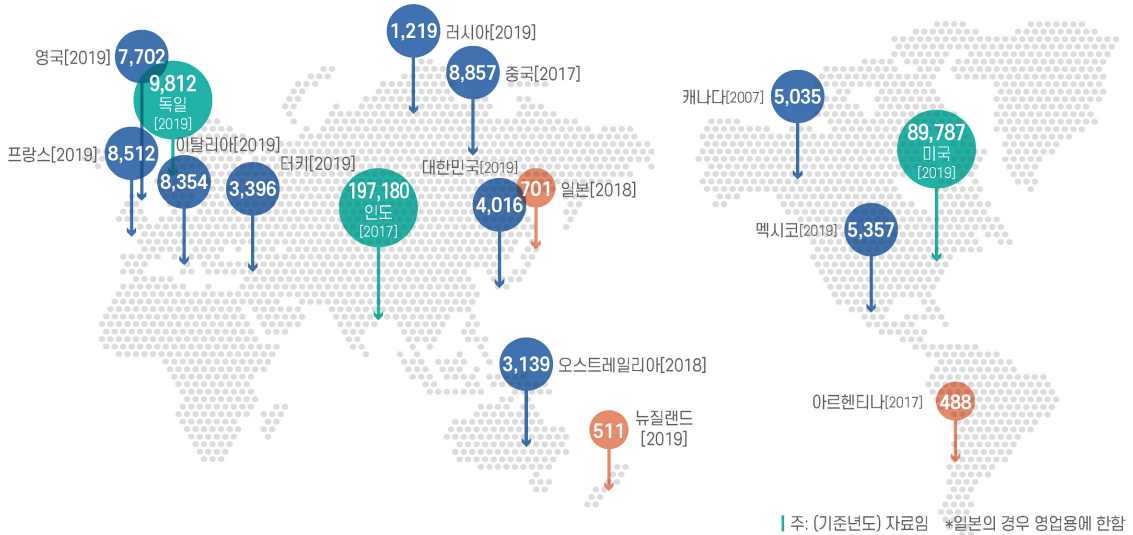 1,219 러시아[2019]
영국[2019] 7,702
8,857 중국[2017]
9,812
독일
[2019]
캐나다[2007] 5,035
89,787
미국
[2019]
프랑스[2019] 8,512
이탈리아[2019]
8,354
터키[2019]
3,396
197,180
인도
[2017]
대한민국[2019]
4,016
701 일본[2018]
멕시코[2019] 5,357
3,139 오스트레일리아[2018]
511 뉴질랜드
[2019]
아르헨티나[2017] 488
주: (기준년도) 자료임 *일본의 경우 영업용에 한함